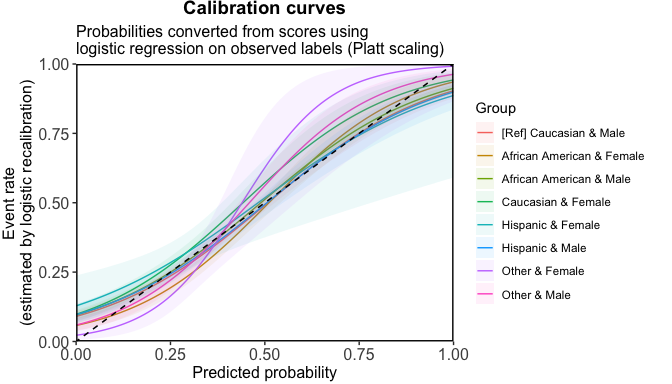 Calibration curves
Probabilities converted from scores using
logistic regression on observed labels (Platt scaling)
Event rate
(estimated by logistic recalibration)
1.00
0.75
0.50
0.25
0.00
0.00
0.25
0.50
0.75
1.00
Predicted probability
Group
[Ref] Caucasian & Male
African American & Female
African American & Male
Caucasian & Female
Hispanic & Female
Hispanic & Male
Other & Female
Other & Male